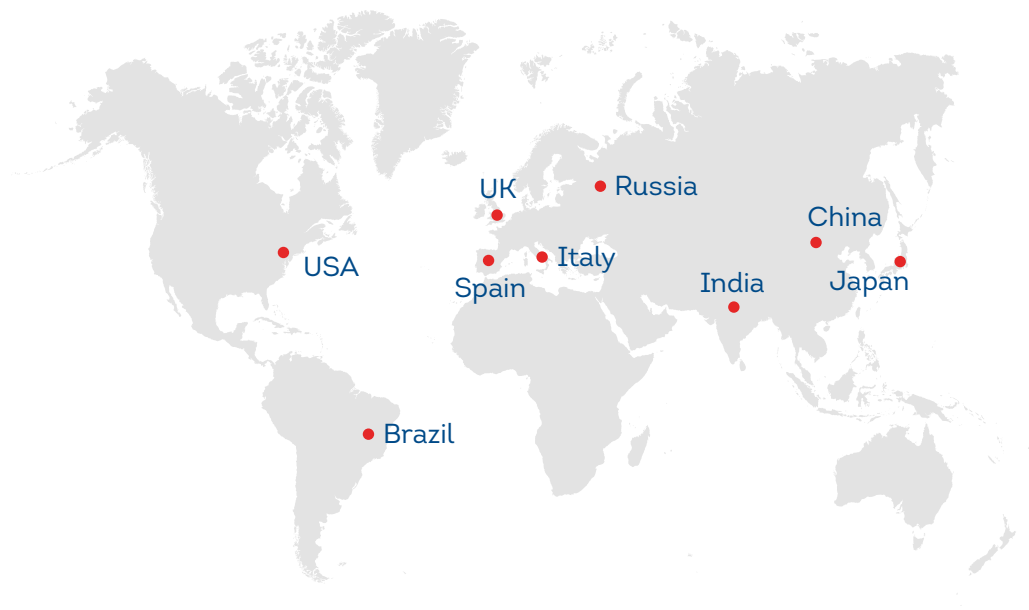 UK
Russia
China
USA
Italy
Spain
India
Japan
Brazil